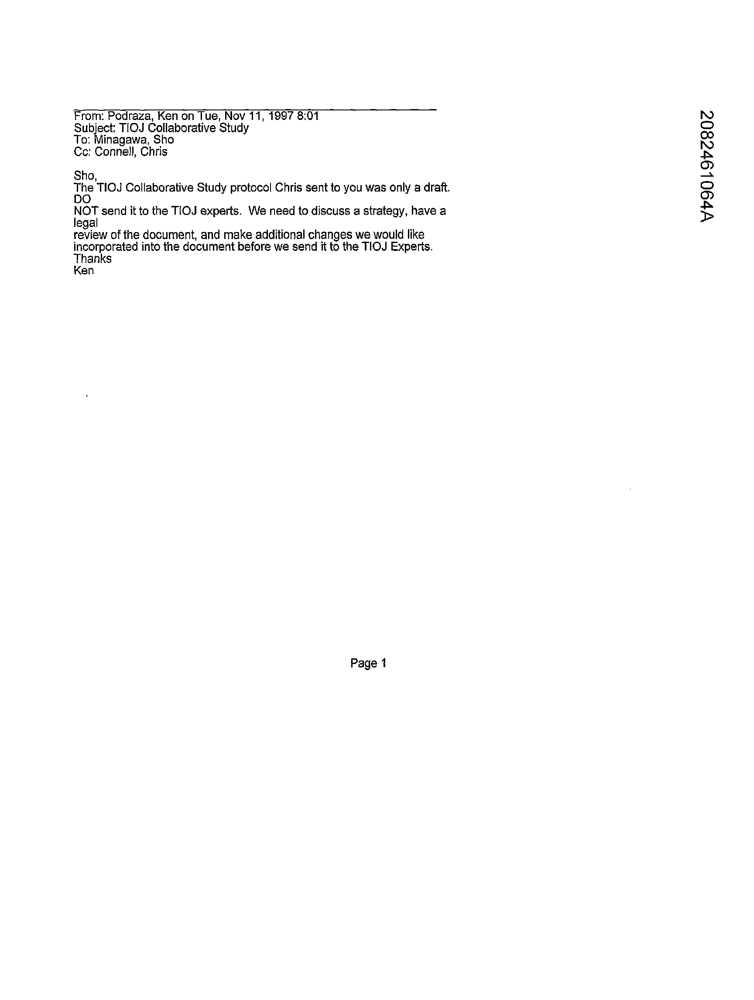 From: Podraza, Ken on Tue, Nov 11, 1997 8:01
Subject: TIOJ Collaborative Study
To: Minagawa, Sho
Cc: Connell, Chris
Sho,
The TIOJ Collaborative Study protocol Chris sent to you was only a draft.
DO
NOT send it to the TIOJ experts. We need to discuss a strategy, have a
legal
review of the document, and make additional changes we would like
incorporated into the document before we send it to the TIOJ Experts.
Thanks
Ken
Page 1
2082461064A